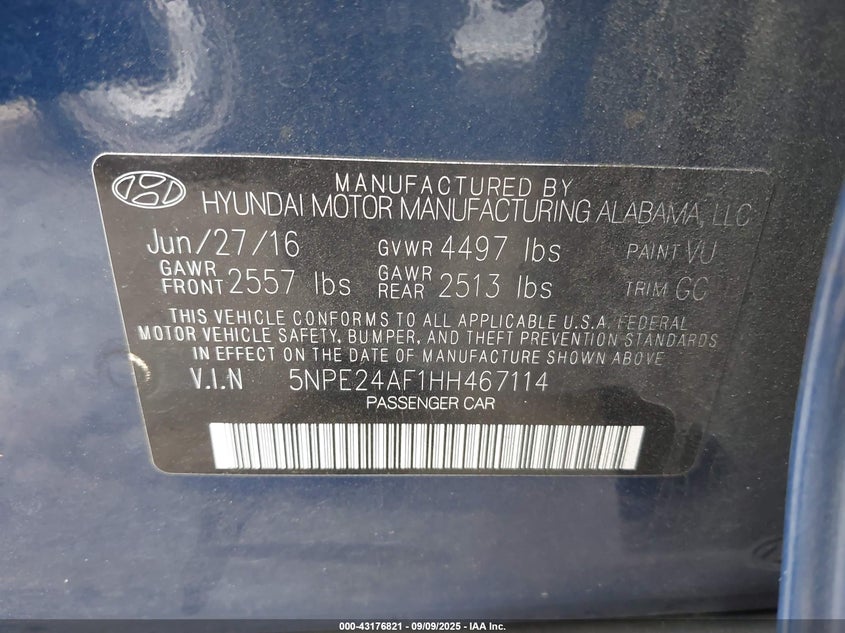 MANUFACTURED BY
HYUNDAI MOTOR MANUFACTURING ALABAMA, LLC
Jun/27/16 GVWR 4497 lbs PAINT VU
GAWR FRONT 2557 lbs GAWR REAR 2513 lbs TRIM GC
THIS VEHICLE CONFORMS TO ALL APPLICABLE U.S.A. FEDERAL
MOTOR VEHICLE SAFETY, BUMPER, AND THEFT PREVENTION STANDARDS
IN EFFECT ON THE DATE OF MANUFACTURE SHOWN ABOVE
V.I.N 5NPE24AF1HH467114
PASSENGER CAR
000-43176821 - 09/09/2025 - IAA Inc.